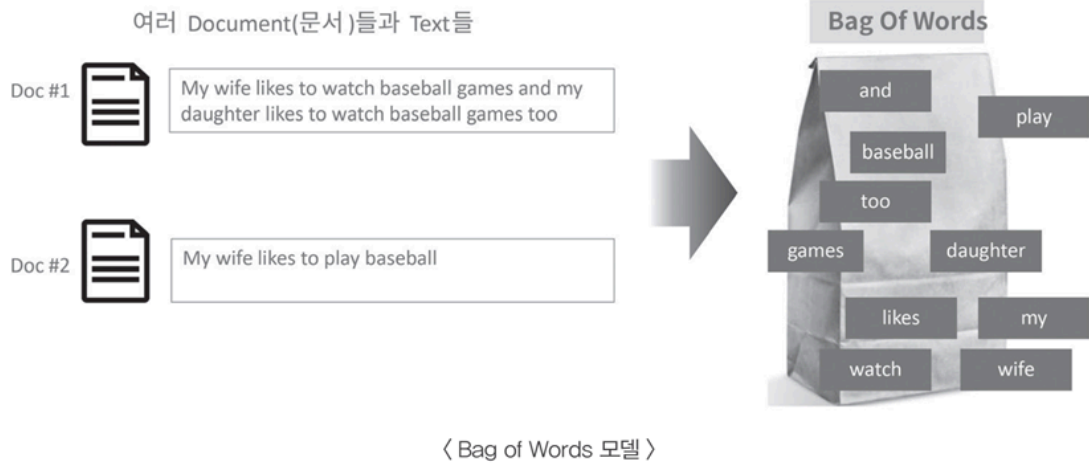 여러 Document(문서)들과 Text들
Doc #1
My wife likes to watch baseball games and my
daughter likes to watch baseball games too
Doc #2
My wife likes to play baseball
Bag Of Words
and
play
baseball
too
games
daughter
likes
my
watch
wife
〈 Bag of Words 모델 〉